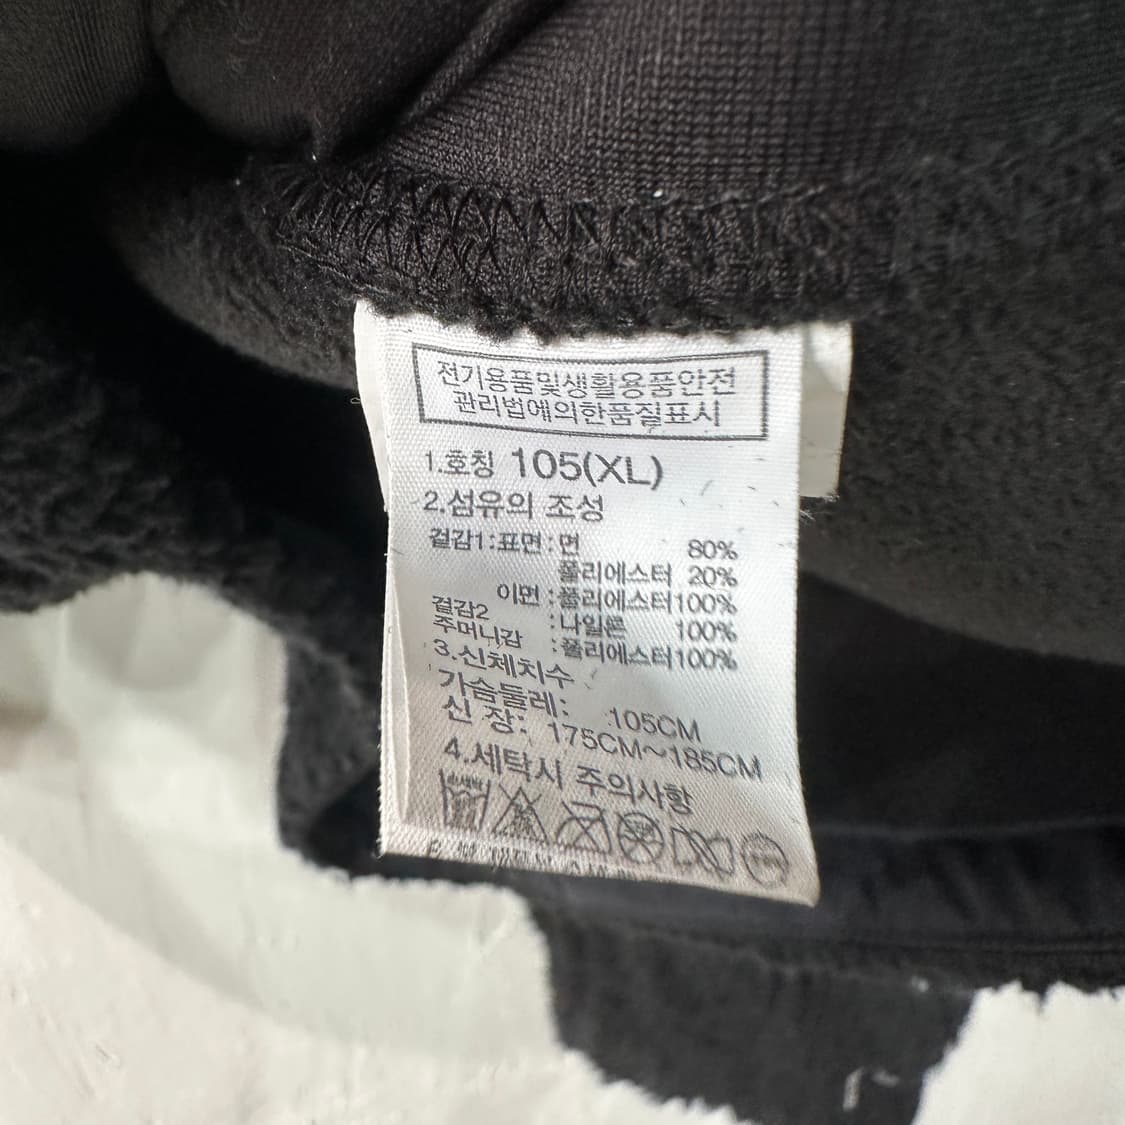 전기용품및생활용품안전
관리법에의한품질표시
1.호칭 105(XL)
2.섬유의 조성
겉감1:표면:면 80%
폴리에스터 20%
이면:폴리에스터100%
겉감2 :나일론 100%
주머니감 :폴리에스터100%
3.신체치수
가슴둘레: 105CM
신 장: 175CM~185CM
4.세탁시 주의사항